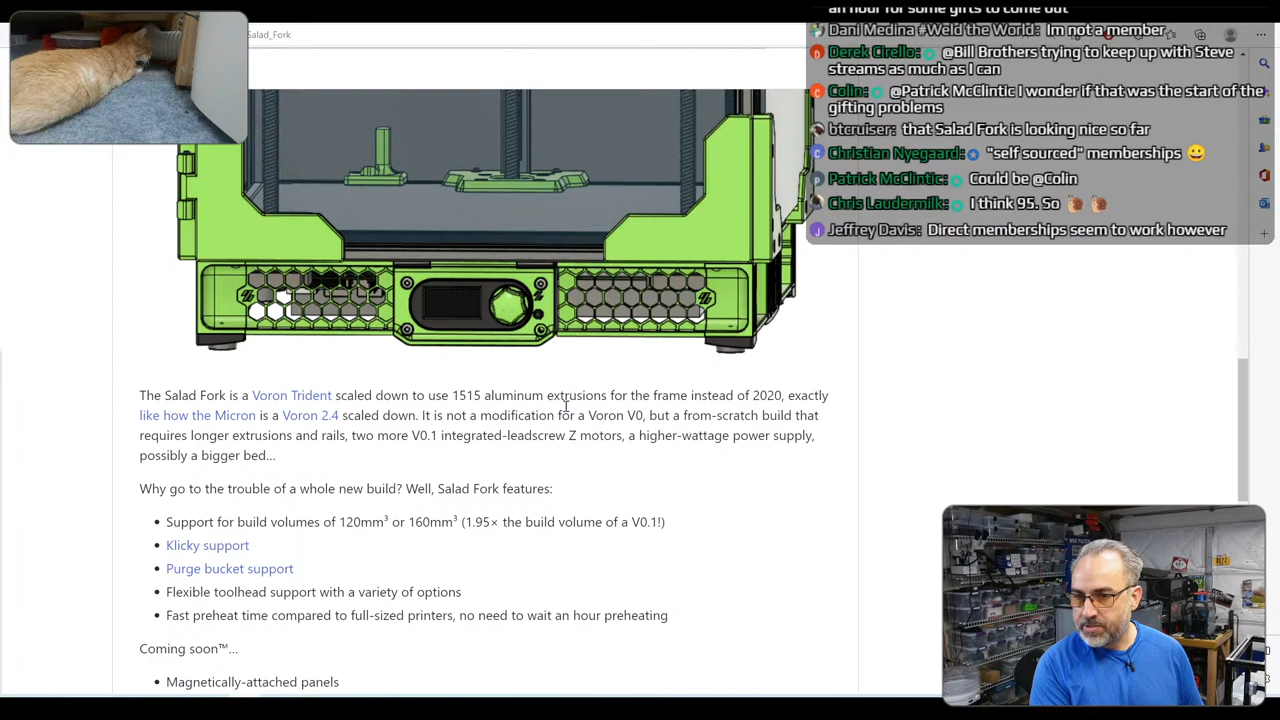 an hour for some gifts to come out
Salad_Fork
Dani Medina #Weld the World: Im not a member
Derek Cirello: @Bill Brothers trying to keep up with Steve
streams as much as I can
Colin: @Patrick McClintic I wonder if that was the start of the
gifting problems
btcruiser: that Salad Fork is looking nice so far
Christian Nyegaard: "self sourced" memberships 😀
Patrick McClintic: Could be @Colin
Chris Laudermilk: I think 95. So 🐌 🐌
Jeffrey Davis: Direct memberships seem to work however
The Salad Fork is a Voron Trident scaled down to use 1515 aluminum extrusions for the frame instead of 2020, exactly
like how the Micron is a Voron 2.4 scaled down. It is not a modification for a Voron V0, but a from-scratch build that
requires longer extrusions and rails, two more V0.1 integrated-leadscrew Z motors, a higher-wattage power supply,
possibly a bigger bed...
Why go to the trouble of a whole new build? Well, Salad Fork features:
• Support for build volumes of 120mm³ or 160mm³ (1.95× the build volume of a V0.1!)
• Klicky support
• Purge bucket support
• Flexible toolhead support with a variety of options
• Fast preheat time compared to full-sized printers, no need to wait an hour preheating
Coming soon™...
• Magnetically-attached panels